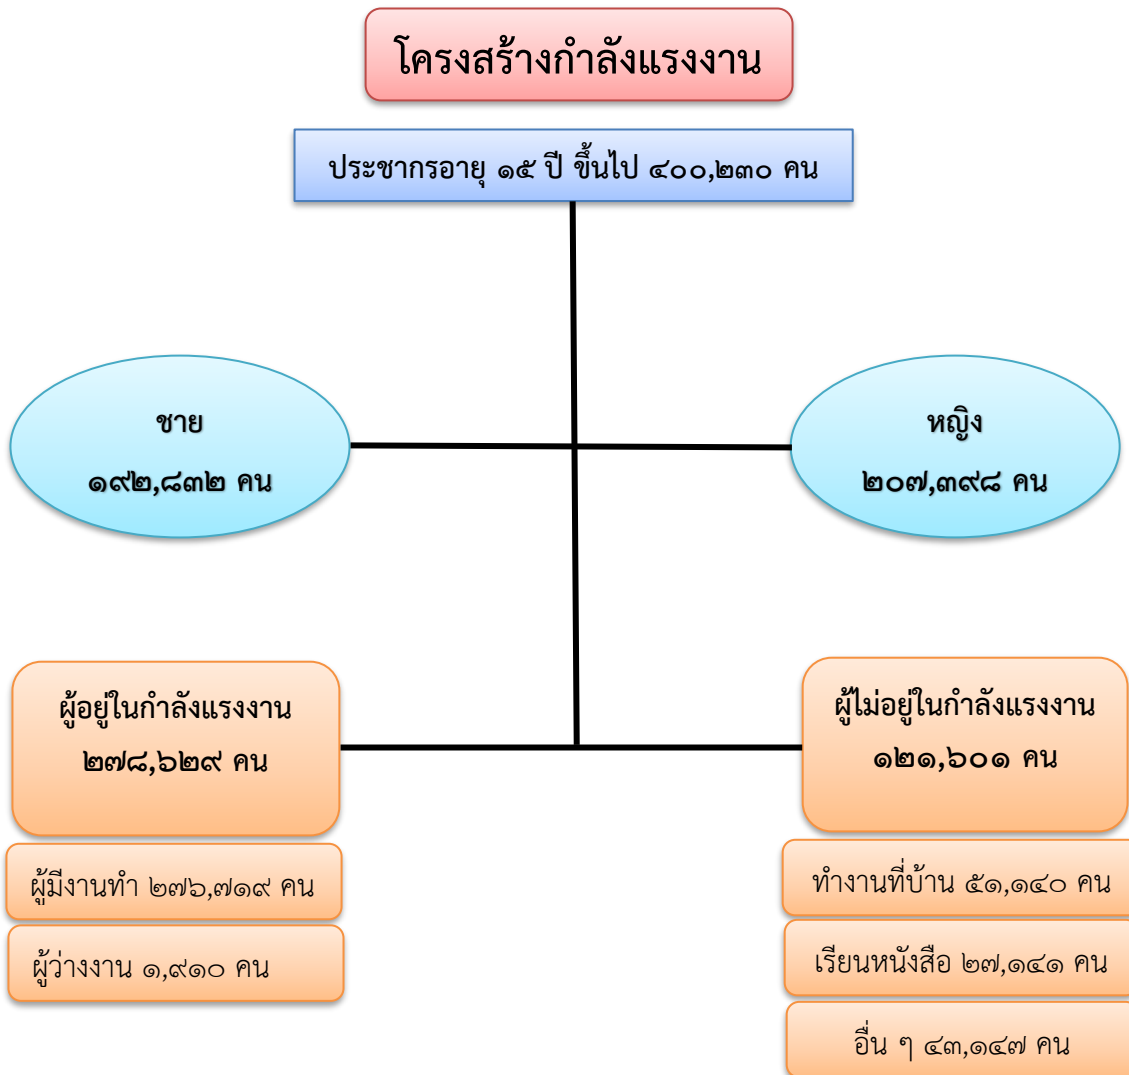 โครงสร้างกำลังแรงงาน
ประชากรอายุ ๑๕ ปี ขึ้นไป ๔๐๐,๒๓๐ คน
ชาย
๑๙๒,๘๓๒ คน
หญิง
๒๐๗,๓๙๘ คน
ผู้อยู่ในกำลังแรงงาน
๒๗๘,๖๒๙ คน
ผู้มีงานทำ ๒๗๖,๗๑๙ คน
ผู้ว่างงาน ๑,๙๑๐ คน
ผู้ไม่อยู่ในกำลังแรงงาน
๑๒๑,๖๐๑ คน
ทำงานที่บ้าน ๕๑,๑๔๐ คน
เรียนหนังสือ ๒๗,๑๔๑ คน
อื่น ๆ ๔๓,๑๔๗ คน